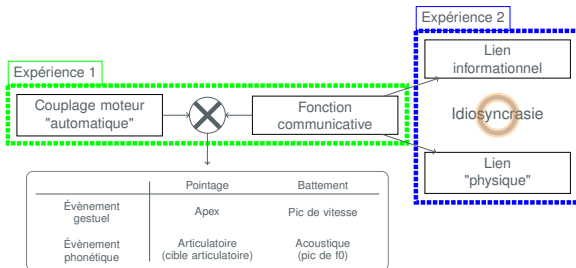 Expérience 2
Lien
informationnel
Expérience 1
Couplage moteur
"automatique"
Fonction
communicative
Idiosyncrasie
Lien
"physique"
Pointage Battement
Évènement
gestuel
Apex Pic de vitesse
Évènement
phonétique
Articulatoire
(cible articulatoire)
Acoustique
(pic de f0)